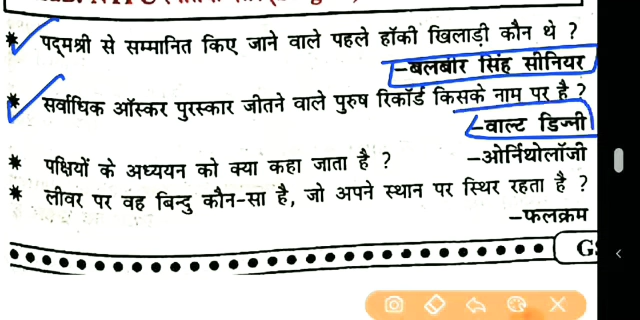 * पद्मश्री से सम्मानित किए जाने वाले पहले हॉकी खिलाड़ी कौन थे ?
–बलबीर सिंह सीनियर
* सर्वाधिक ऑस्कर पुरस्कार जीतने वाले पुरुष रिकॉर्ड किसके नाम पर है ?
–वाल्ट डिज्नी
* पक्षियों के अध्ययन को क्या कहा जाता है ? –ओर्निथोलॉजी
* लीवर पर वह बिन्दु कौन-सा है, जो अपने स्थान पर स्थिर रहता है ?
–फलक्रम